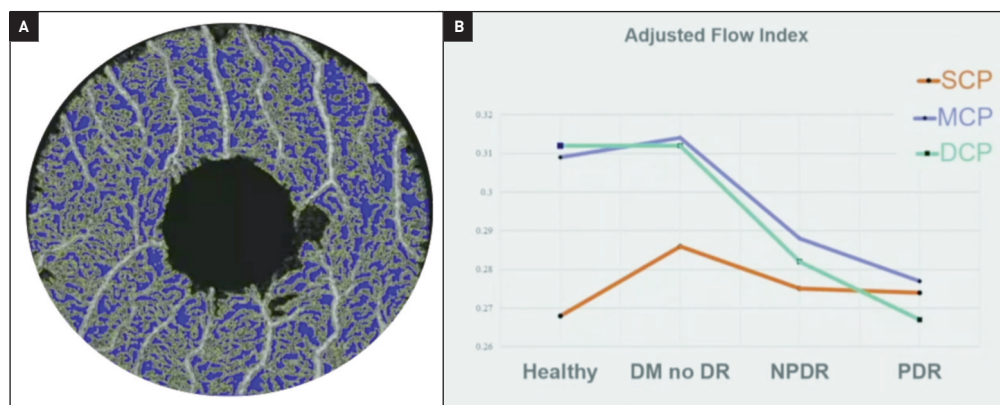 A
B
Adjusted Flow Index
SCP
MCP
DCP
0.32
0.31
0.3
0.29
0.28
0.27
0.26
Healthy DM no DR NPDR PDR